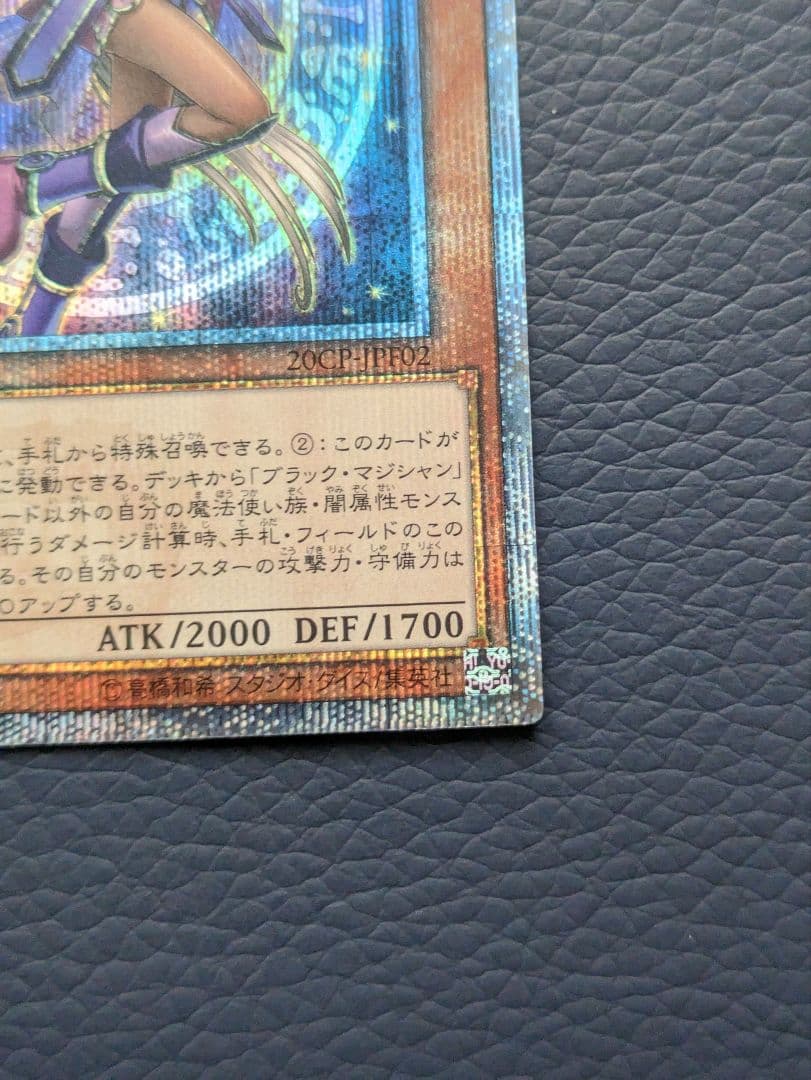 20CP-JPF02
、手札から特殊召喚できる。②：このカードが
に発動できる。デッキから「ブラック・マジシャン」
ード以外の自分の魔法使い族・闇属性モンス
行うダメージ計算時、手札・フィールドのこの
る。その自分のモンスターの攻撃力・守備力は
０アップする。
ATK/2000 DEF/1700
©高橋和希 スタジオ・ダイス/集英社